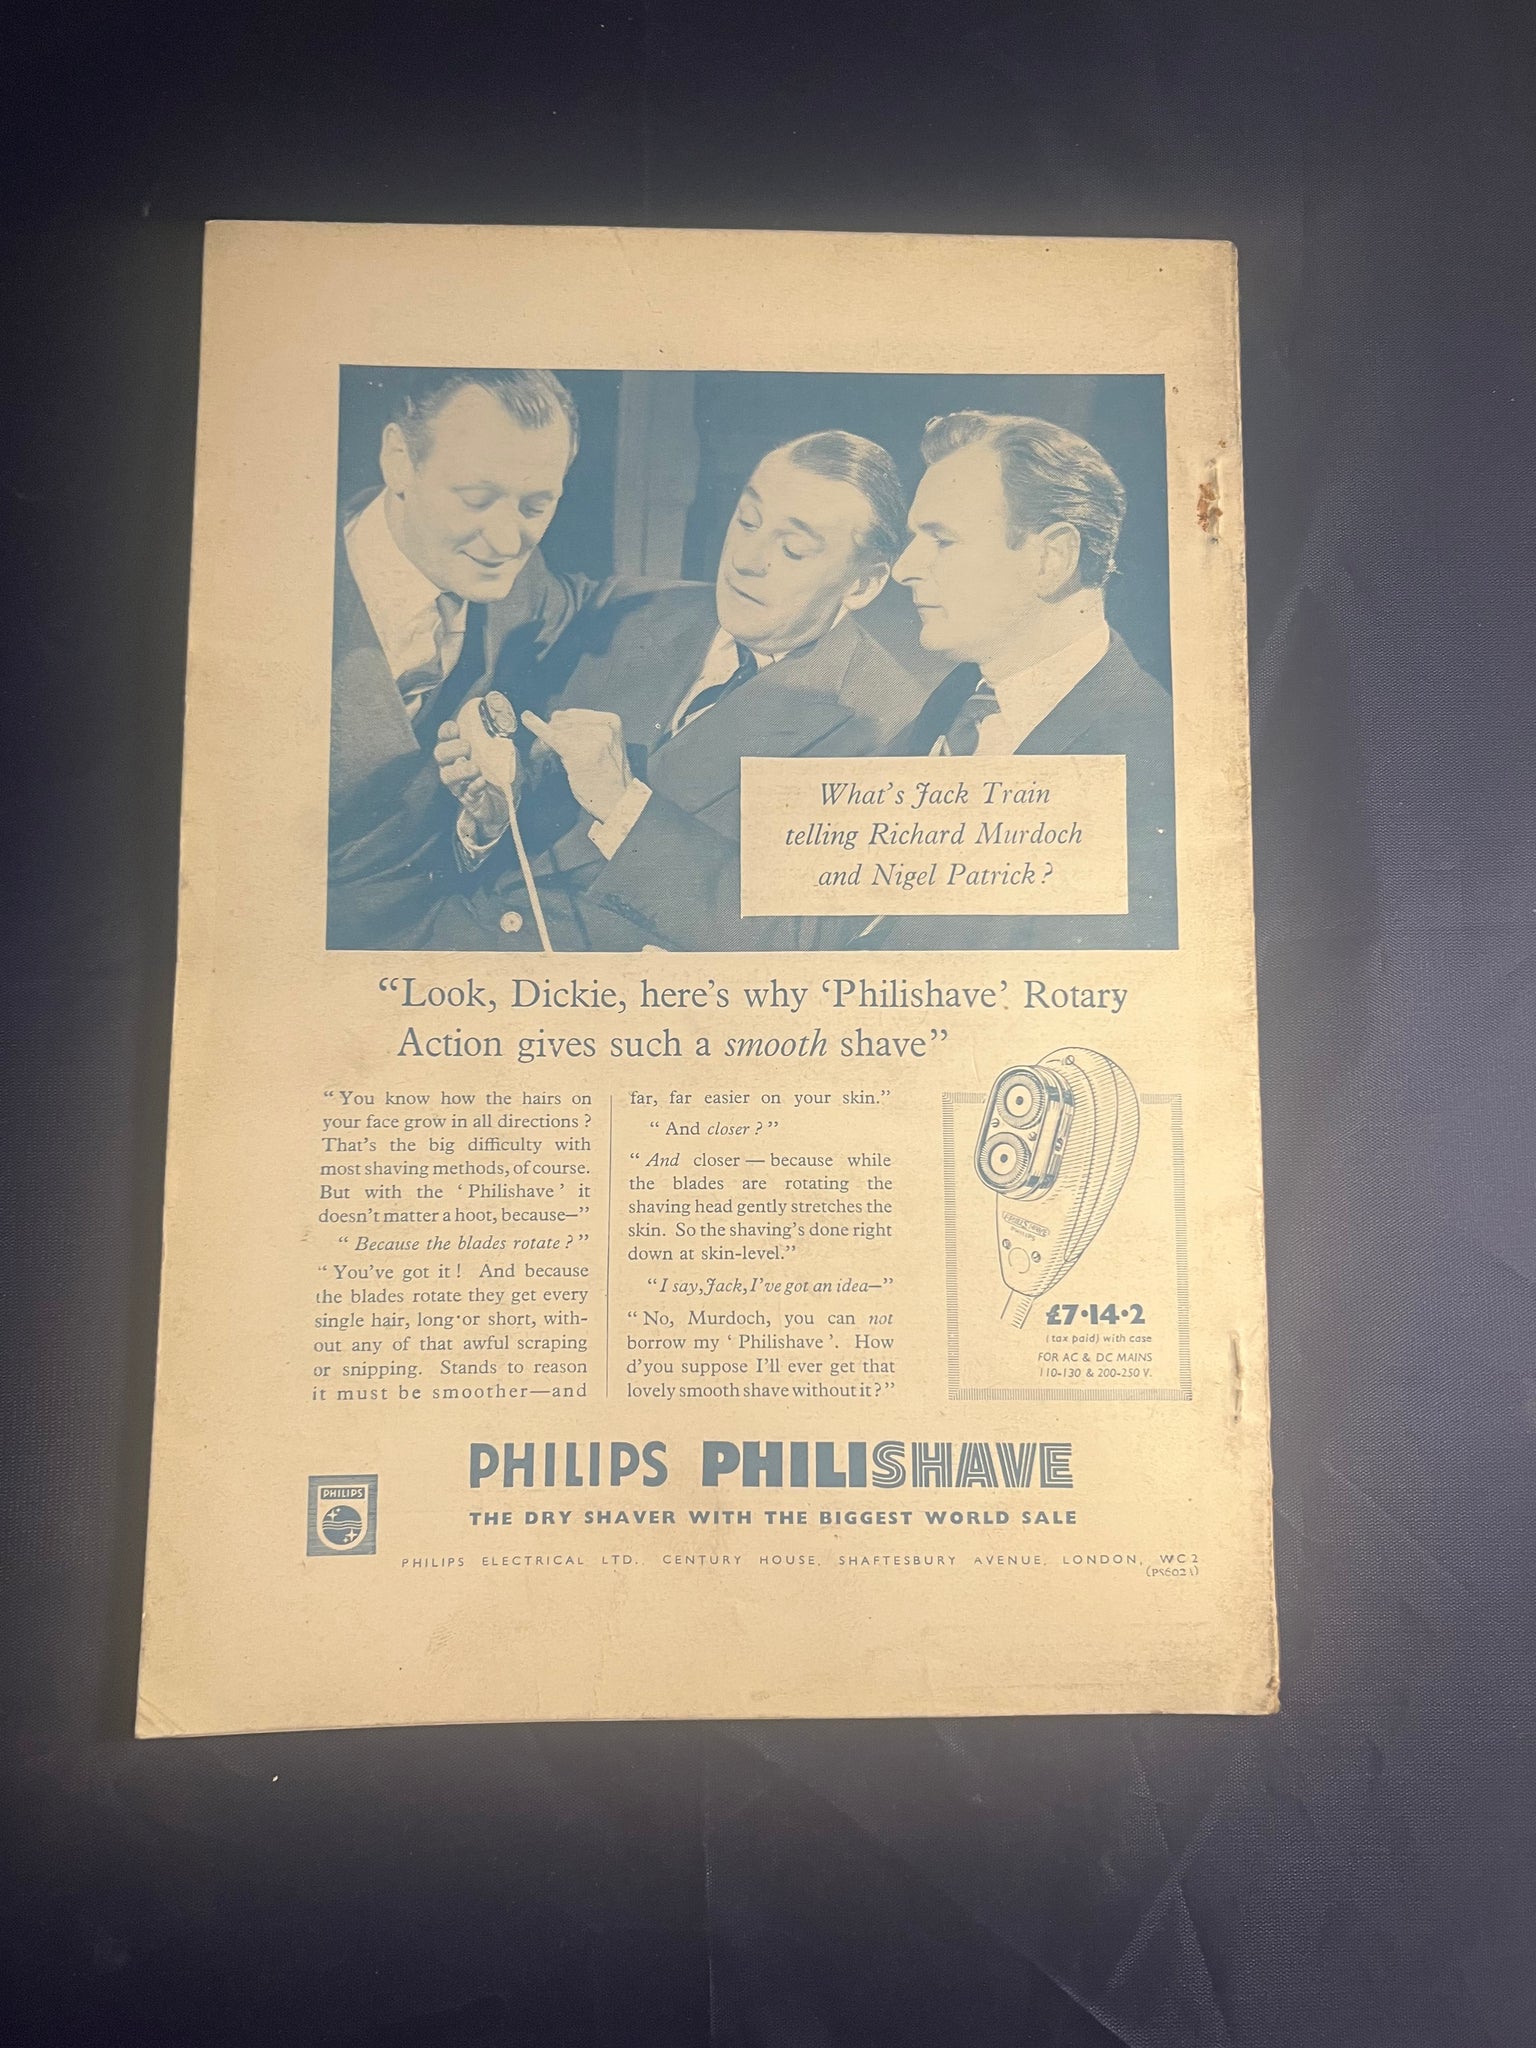 What's Jack Train
telling Richard Murdoch
and Nigel Patrick?
“Look, Dickie, here's why ‘Philishave’ Rotary
Action gives such a smooth shave”
“You know how the hairs on
your face grow in all directions?
That's the big difficulty with
most shaving methods, of course.
But with the ‘Philishave’ it
doesn't matter a hoot, because—”
“Because the blades rotate?”
“You've got it! And because
the blades rotate they get every
single hair, long or short, with-
out any of that awful scraping
or snipping. Stands to reason
it must be smoother—and
far, far easier on your skin.”
“And closer?”
“And closer — because while
the blades are rotating the
shaving head gently stretches the
skin. So the shaving's done right
down at skin-level.”
“I say, Jack, I've got an idea—”
“No, Murdoch, you can not
borrow my ‘Philishave’. How
d'you suppose I'll ever get that
lovely smooth shave without it?”
PHILISHAVE
PHILIPS
£7·14·2
(tax paid) with case
FOR AC & DC MAINS
110-130 & 200-250 V.
PHILIPS PHILISHAVE
THE DRY SHAVER WITH THE BIGGEST WORLD SALE
PHILIPS
PHILIPS ELECTRICAL LTD., CENTURY HOUSE, SHAFTESBURY AVENUE, LONDON, WC2
(PS6021)